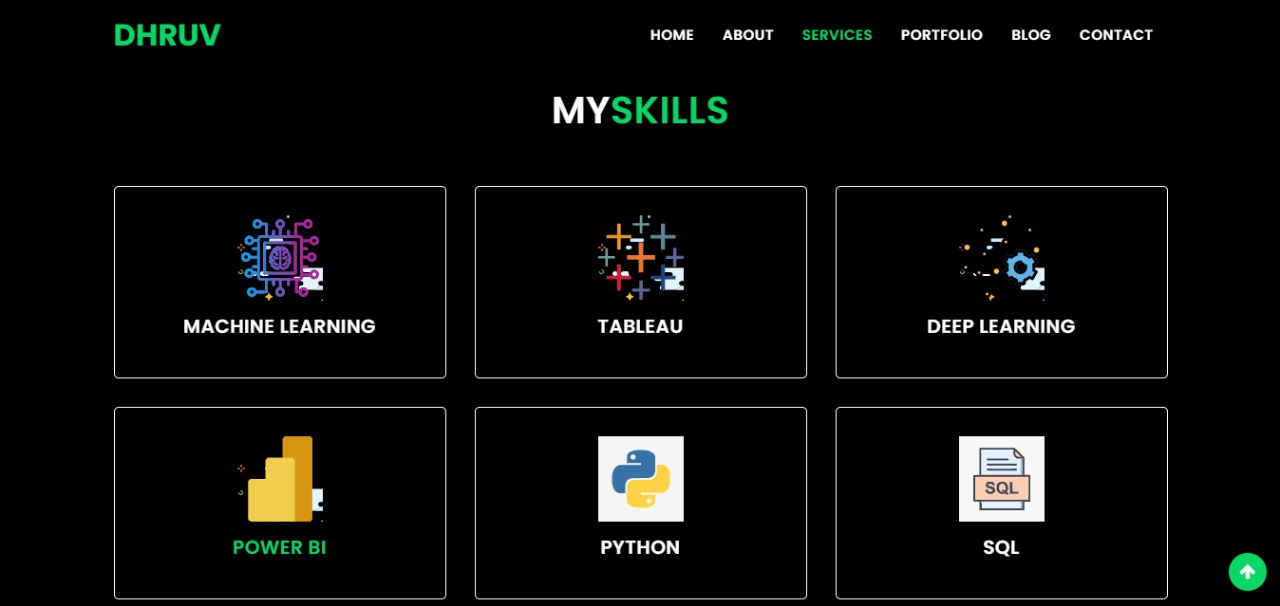 DHRUV
HOME ABOUT SERVICES PORTFOLIO BLOG CONTACT
MYSKILLS
MACHINE LEARNING
TABLEAU
DEEP LEARNING
POWER BI
PYTHON
SQL
SQL